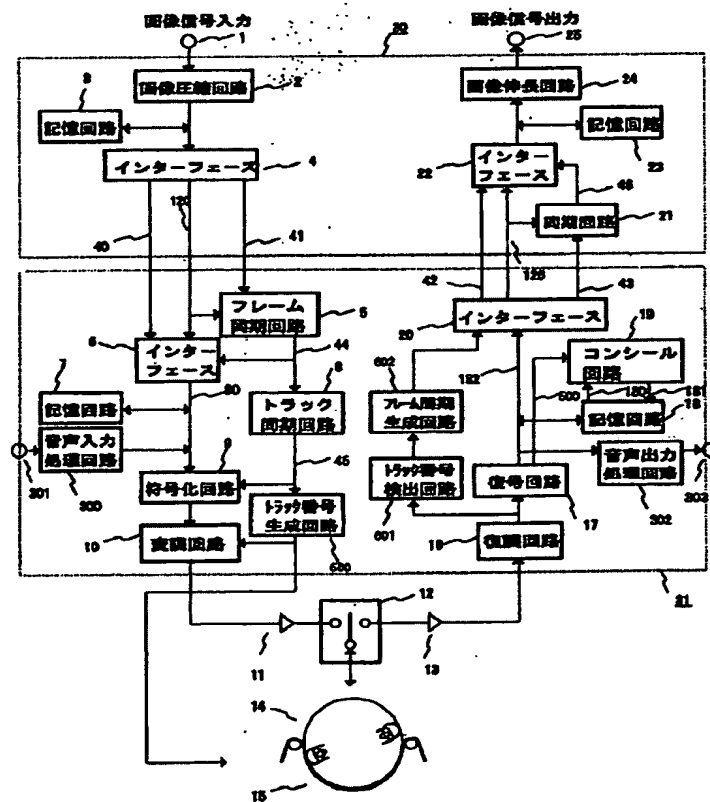 画像信号入力
1
画像圧縮回路
2
3
記憶回路
インターフェース
4
120
40
41
フレーム
同期回路
5
6
インター
フェース
44
80
7
記憶回路
8
トラック
同期回路
音声入力
処理回路
301
300
9
符号化回路
45
トラック番号
生成回路
10
変調回路
画像信号出力
25
20
画像伸長回路
24
記憶回路
23
22
インター
フェース
46
同期回路
21
42
43
20
インターフェース
19
コンシール
回路
602
フレーム同期
生成回路
記憶回路
18
トラック番号
検出回路
601
復号回路
17
音声出力
処理回路
302
303
16
復調回路
21
11
12
13
14
15